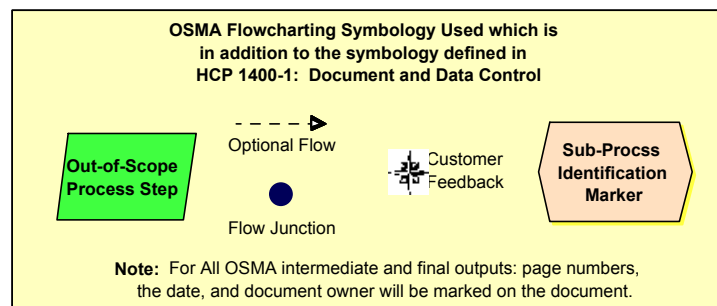 OSMA Flowcharting Symbology Used which is
in addition to the symbology defined in
HCP 1400-1:  Document and Data Control
Out-of-Scope
Process Step
Optional Flow
Flow Junction
Customer
Feedback
Sub-Procss
Identification
Marker
Note:  For All OSMA intermediate and final outputs: page numbers,
the date, and document owner will be marked on the document.